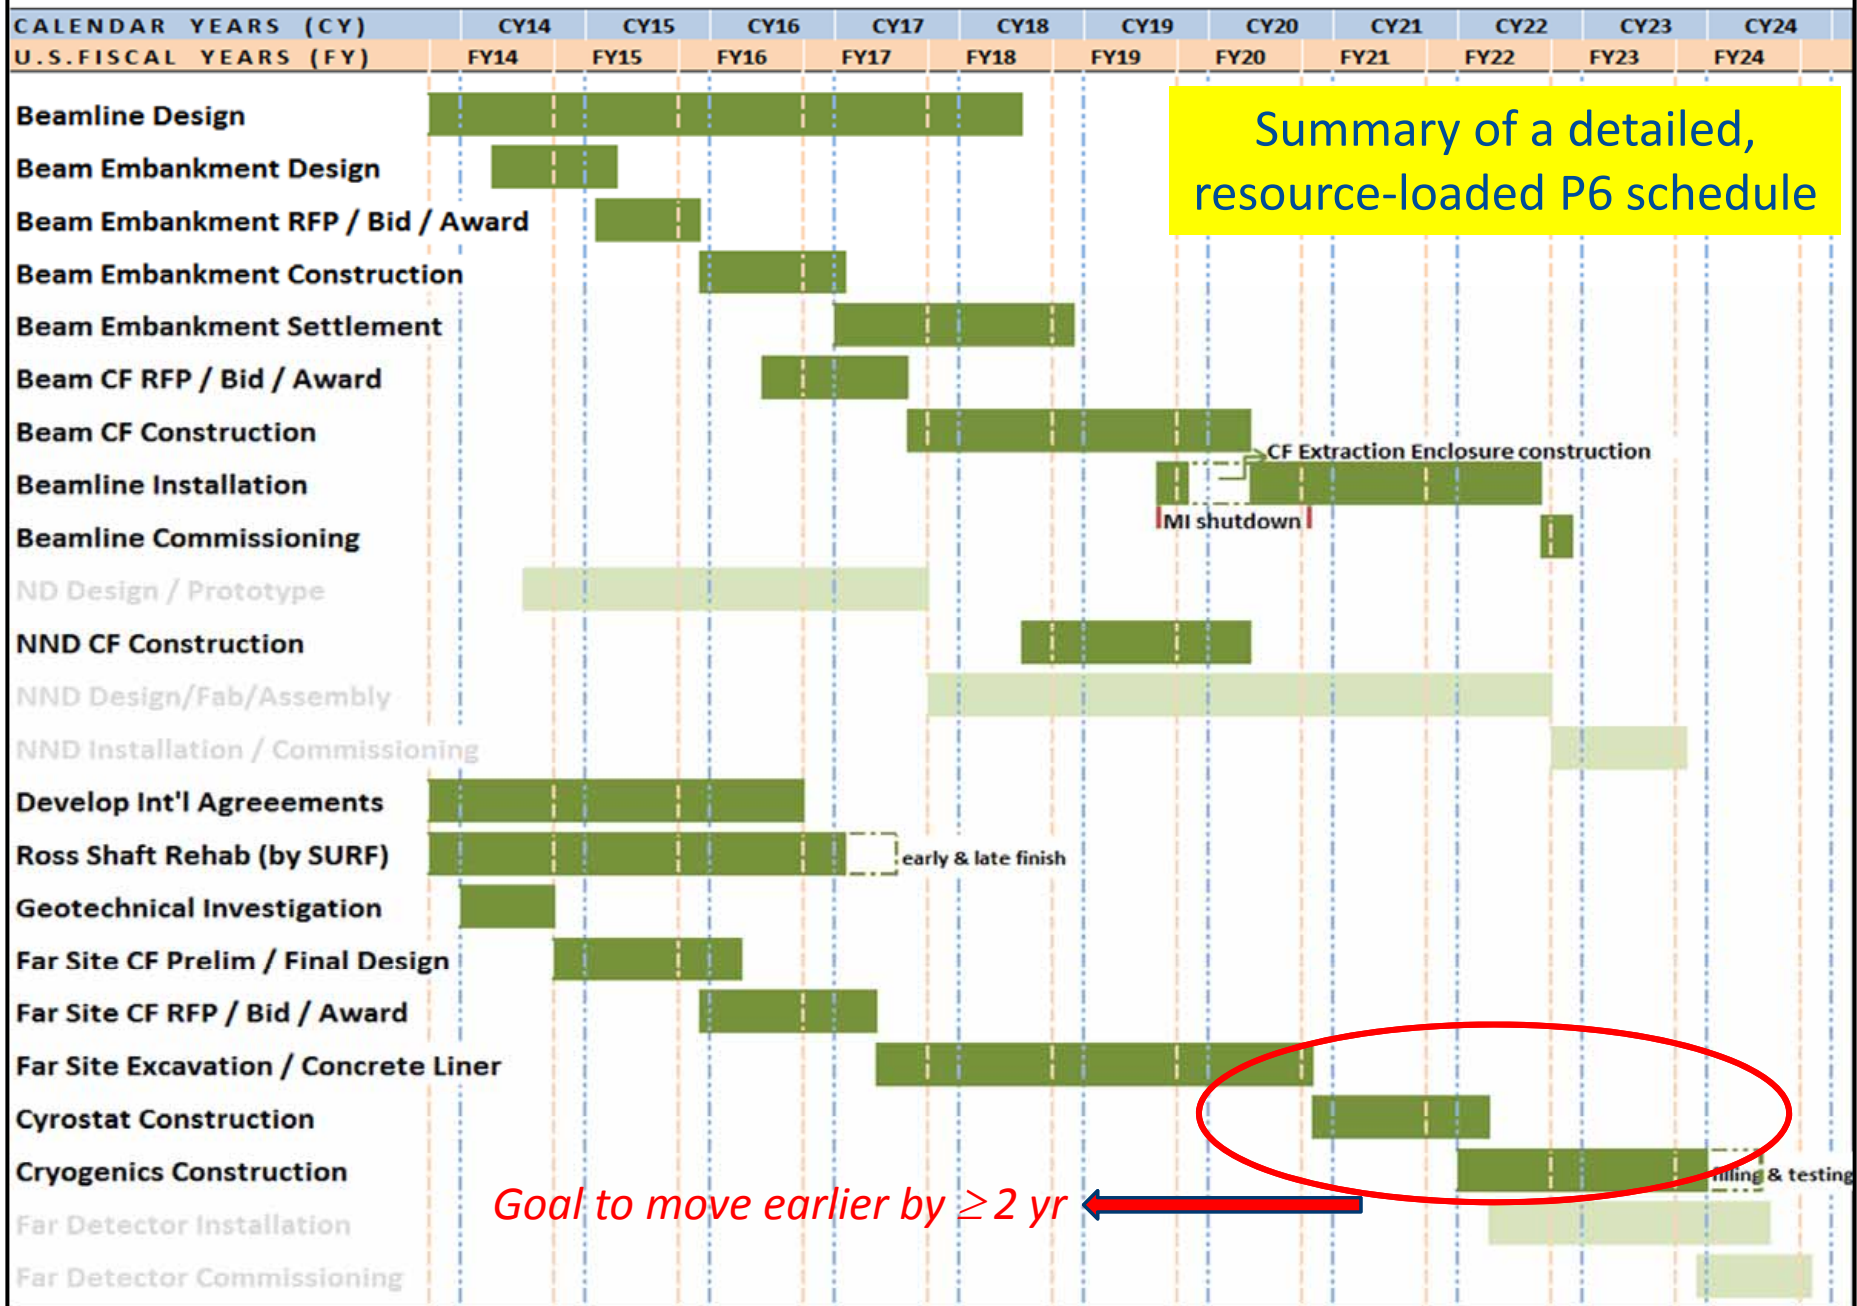 CALENDAR YEARS (CY) CY14 CY15 CY16 CY17 CY18 CY19 CY20 CY21 CY22 CY23 CY24
U.S.FISCAL YEARS (FY) FY14 FY15 FY16 FY17 FY18 FY19 FY20 FY21 FY22 FY23 FY24
Summary of a detailed,
resource-loaded P6 schedule
Beamline Design
Beam Embankment Design
Beam Embankment RFP / Bid / Award
Beam Embankment Construction
Beam Embankment Settlement
Beam CF RFP / Bid / Award
Beam CF Construction
CF Extraction Enclosure construction
Beamline Installation
MI shutdown
Beamline Commissioning
ND Design / Prototype
NND CF Construction
NND Design/Fab/Assembly
NND Installation / Commissioning
Develop Int'l Agreeements
Ross Shaft Rehab (by SURF) early & late finish
Geotechnical Investigation
Far Site CF Prelim / Final Design
Far Site CF RFP / Bid / Award
Far Site Excavation / Concrete Liner
Cyrostat Construction
Cryogenics Construction filling & testing
Goal to move earlier by ≥ 2 yr
Far Detector Installation
Far Detector Commissioning